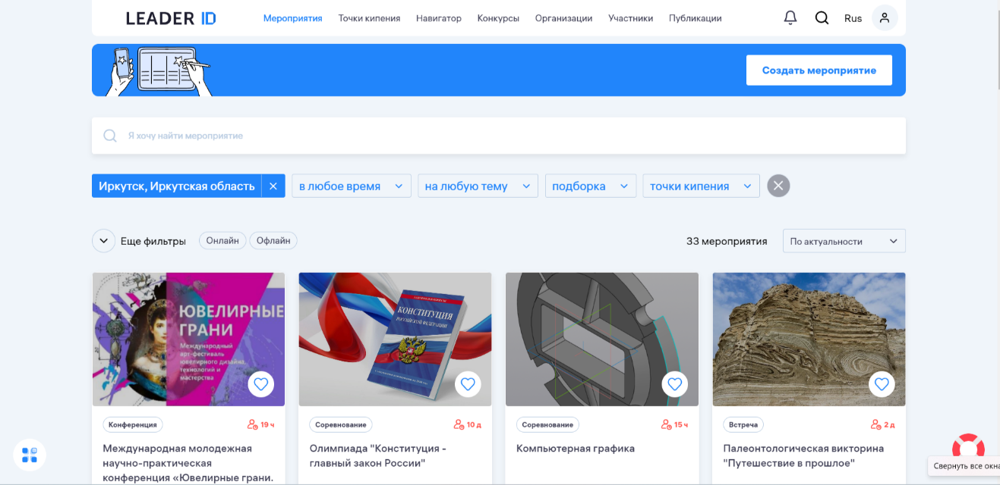 LEADER ID
Мероприятия Точки кипения Навигатор Конкурсы Организации Участники Публикации
Rus
Создать мероприятие
Я хочу найти мероприятие
Иркутск, Иркутская область
в любое время
на любую тему
подборка
точки кипения
Еще фильтры
Онлайн
Офлайн
33 мероприятия
По актуальности
ЮВЕЛИРНЫЕ
ГРАНИ
Международный
арт-фестиваль
ювелирного дизайна,
технологий и
мастерства
КОНСТИТУЦИЯ
РОССИЙСКОЙ ФЕДЕРАЦИИ
Конференция
19 ч
Международная молодежная
научно-практическая
конференция «Ювелирные грани.
Соревнование
10 д
Олимпиада "Конституция -
главный закон России"
Соревнование
15 ч
Компьютерная графика
Встреча
2 д
Палеонтологическая викторина
"Путешествие в прошлое"
Свернуть все окна